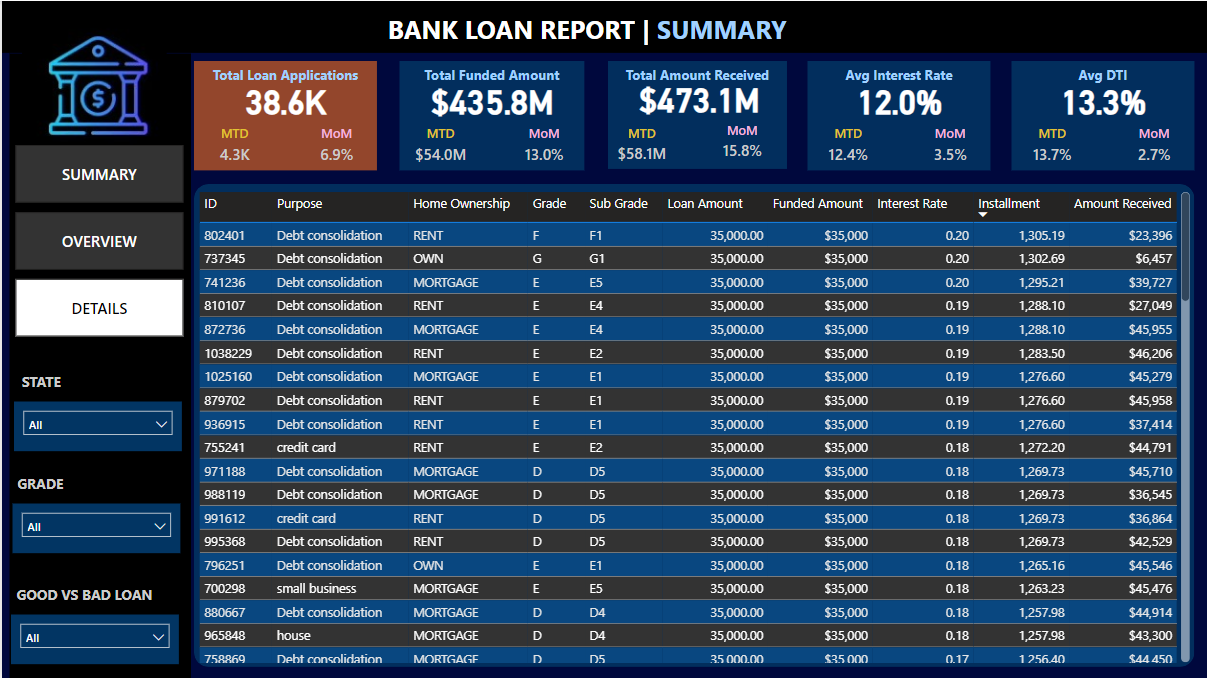 BANK LOAN REPORT | SUMMARY
Total Loan Applications
38.6K
MTD MoM
4.3K 6.9%
Total Funded Amount
$435.8M
MTD MoM
$54.0M 13.0%
Total Amount Received
$473.1M
MTD MoM
$58.1M 15.8%
Avg Interest Rate
12.0%
MTD MoM
12.4% 3.5%
Avg DTI
13.3%
MTD MoM
13.7% 2.7%
SUMMARY
OVERVIEW
DETAILS
STATE
All
GRADE
All
GOOD VS BAD LOAN
All
ID Purpose Home Ownership Grade Sub Grade Loan Amount Funded Amount Interest Rate Installment Amount Received
802401 Debt consolidation RENT F F1 35,000.00 $35,000 0.20 1,305.19 $23,396
737345 Debt consolidation OWN G G1 35,000.00 $35,000 0.20 1,302.69 $6,457
741236 Debt consolidation MORTGAGE E E5 35,000.00 $35,000 0.20 1,295.21 $39,727
810107 Debt consolidation RENT E E4 35,000.00 $35,000 0.19 1,288.10 $27,049
872736 Debt consolidation MORTGAGE E E4 35,000.00 $35,000 0.19 1,288.10 $45,955
1038229 Debt consolidation RENT E E2 35,000.00 $35,000 0.19 1,283.50 $46,206
1025160 Debt consolidation MORTGAGE E E1 35,000.00 $35,000 0.19 1,276.60 $45,279
879702 Debt consolidation RENT E E1 35,000.00 $35,000 0.19 1,276.60 $45,958
936915 Debt consolidation RENT E E1 35,000.00 $35,000 0.19 1,276.60 $37,414
755241 credit card RENT E E2 35,000.00 $35,000 0.18 1,272.20 $44,791
971188 Debt consolidation MORTGAGE D D5 35,000.00 $35,000 0.18 1,269.73 $45,710
988119 Debt consolidation MORTGAGE D D5 35,000.00 $35,000 0.18 1,269.73 $36,545
991612 credit card RENT D D5 35,000.00 $35,000 0.18 1,269.73 $36,864
995368 Debt consolidation RENT D D5 35,000.00 $35,000 0.18 1,269.73 $42,529
796251 Debt consolidation OWN E E1 35,000.00 $35,000 0.18 1,265.16 $45,546
700298 small business MORTGAGE E E5 35,000.00 $35,000 0.18 1,263.23 $45,476
880667 Debt consolidation MORTGAGE D D4 35,000.00 $35,000 0.18 1,257.98 $44,914
965848 house MORTGAGE D D4 35,000.00 $35,000 0.18 1,257.98 $43,300
758869 Debt consolidation MORTGAGE D D5 35,000.00 $35,000 0.17 1,256.40 $44,450